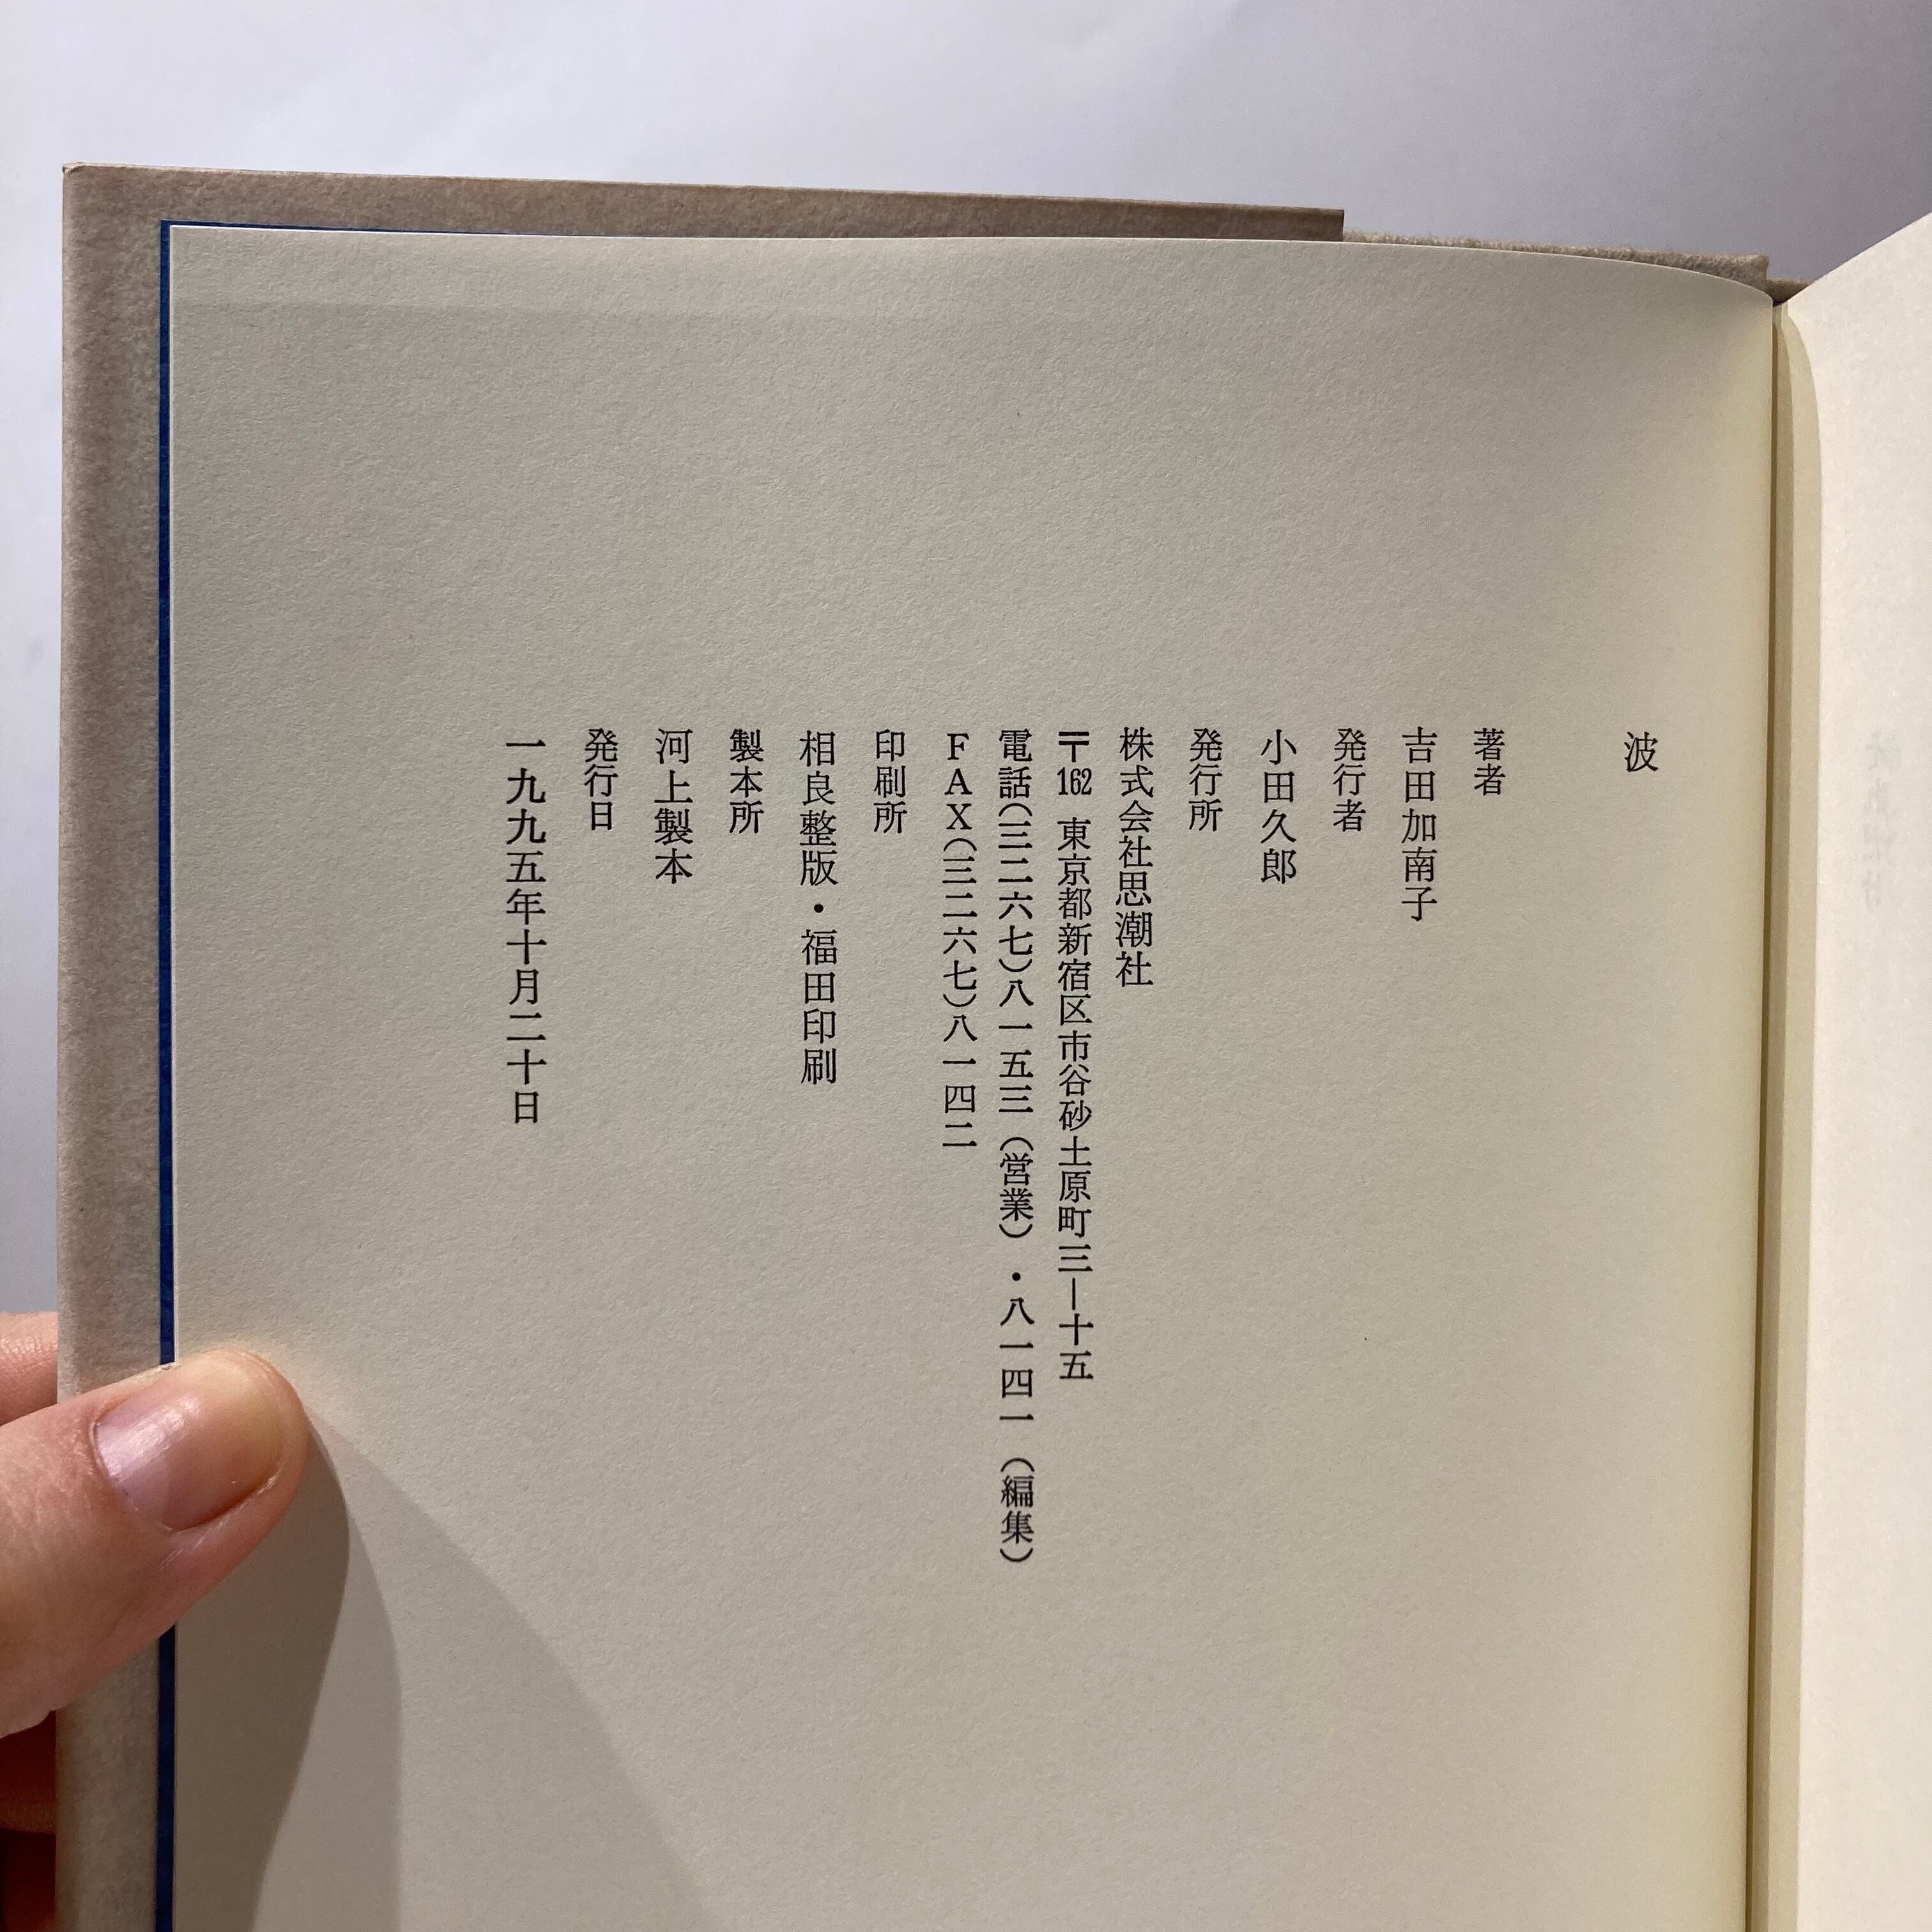 波
著者
吉田加南子
発行者
小田久郎
発行所
株式会社思潮社
〒162 東京都新宿区市谷砂土原町三―十五
電話(三二六七)八一五三(営業)・八一四一(編集)
FAX(三二六七)八一四二
印刷所
相良整版・福田印刷
製本所
河上製本
発行日
一九九五年十月二十日